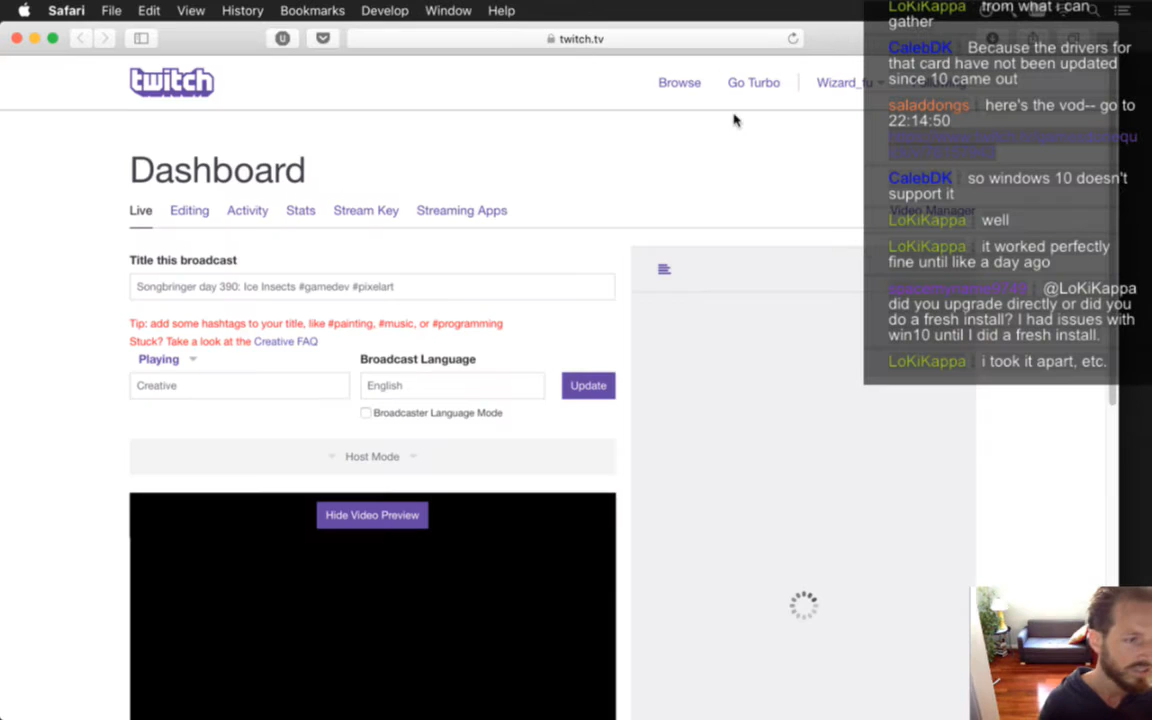 Safari File Edit View History Bookmarks Develop Window Help
twitch.tv
twitch
Browse Go Turbo Wizard_fu
Dashboard
Live Editing Activity Stats Stream Key Streaming Apps
Video Manager
Title this broadcast
Songbringer day 390: Ice Insects #gamedev #pixelart
Tip: add some hashtags to your title, like #painting, #music, or #programming
Stuck? Take a look at the Creative FAQ
Playing
Broadcast Language
Creative
English
Update
Broadcaster Language Mode
Host Mode
Hide Video Preview
LoKiKappa from what i can
gather
CalebDK Because the drivers for
that card have not been updated
since 10 came out
saladdongs here's the vod-- go to
22:14:50
CalebDK so windows 10 doesn't
support it
LoKiKappa well
LoKiKappa it worked perfectly
fine until like a day ago
@LoKiKappa
did you upgrade directly or did you
do a fresh install? I had issues with
win10 until I did a fresh install.
LoKiKappa i took it apart, etc.